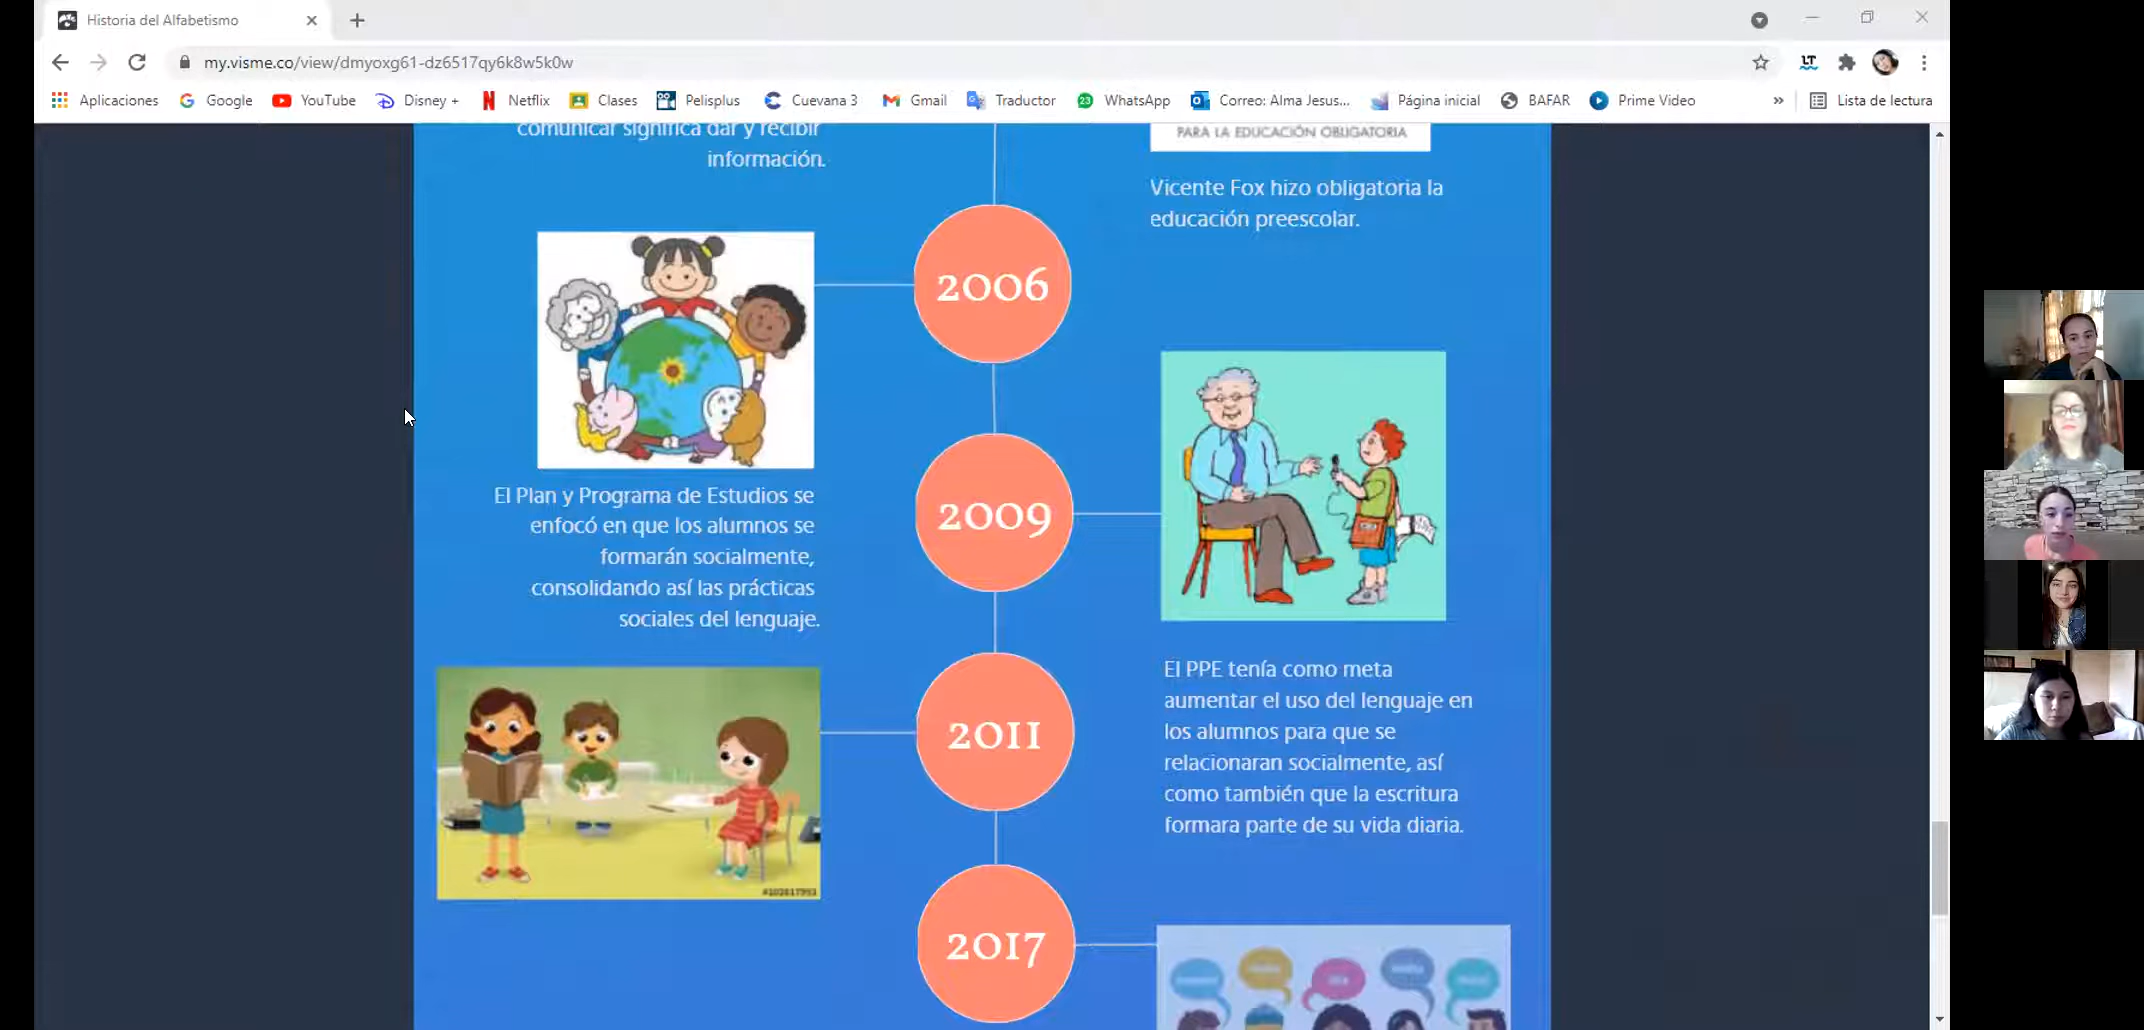 Historia del Alfabetismo
my.visme.co/view/dmyoxg61-dz6517qy6k8w5k0w
Aplicaciones
Google
YouTube
Disney +
Netflix
Clases
Pelisplus
Cuevana 3
Gmail
Traductor
23
WhatsApp
Correo: Alma Jesus...
Página inicial
BAFAR
Prime Video
»
Lista de lectura
LT
comunicar significa dar y recibir
información.
PARA LA EDUCACIÓN OBLIGATORIA
Vicente Fox hizo obligatoria la
educación preescolar.
2006
El Plan y Programa de Estudios se
enfocó en que los alumnos se
formarán socialmente,
consolidando así las prácticas
sociales del lenguaje.
2009
El PPE tenía como meta
aumentar el uso del lenguaje en
los alumnos para que se
relacionaran socialmente, así
como también que la escritura
formara parte de su vida diaria.
2011
2017